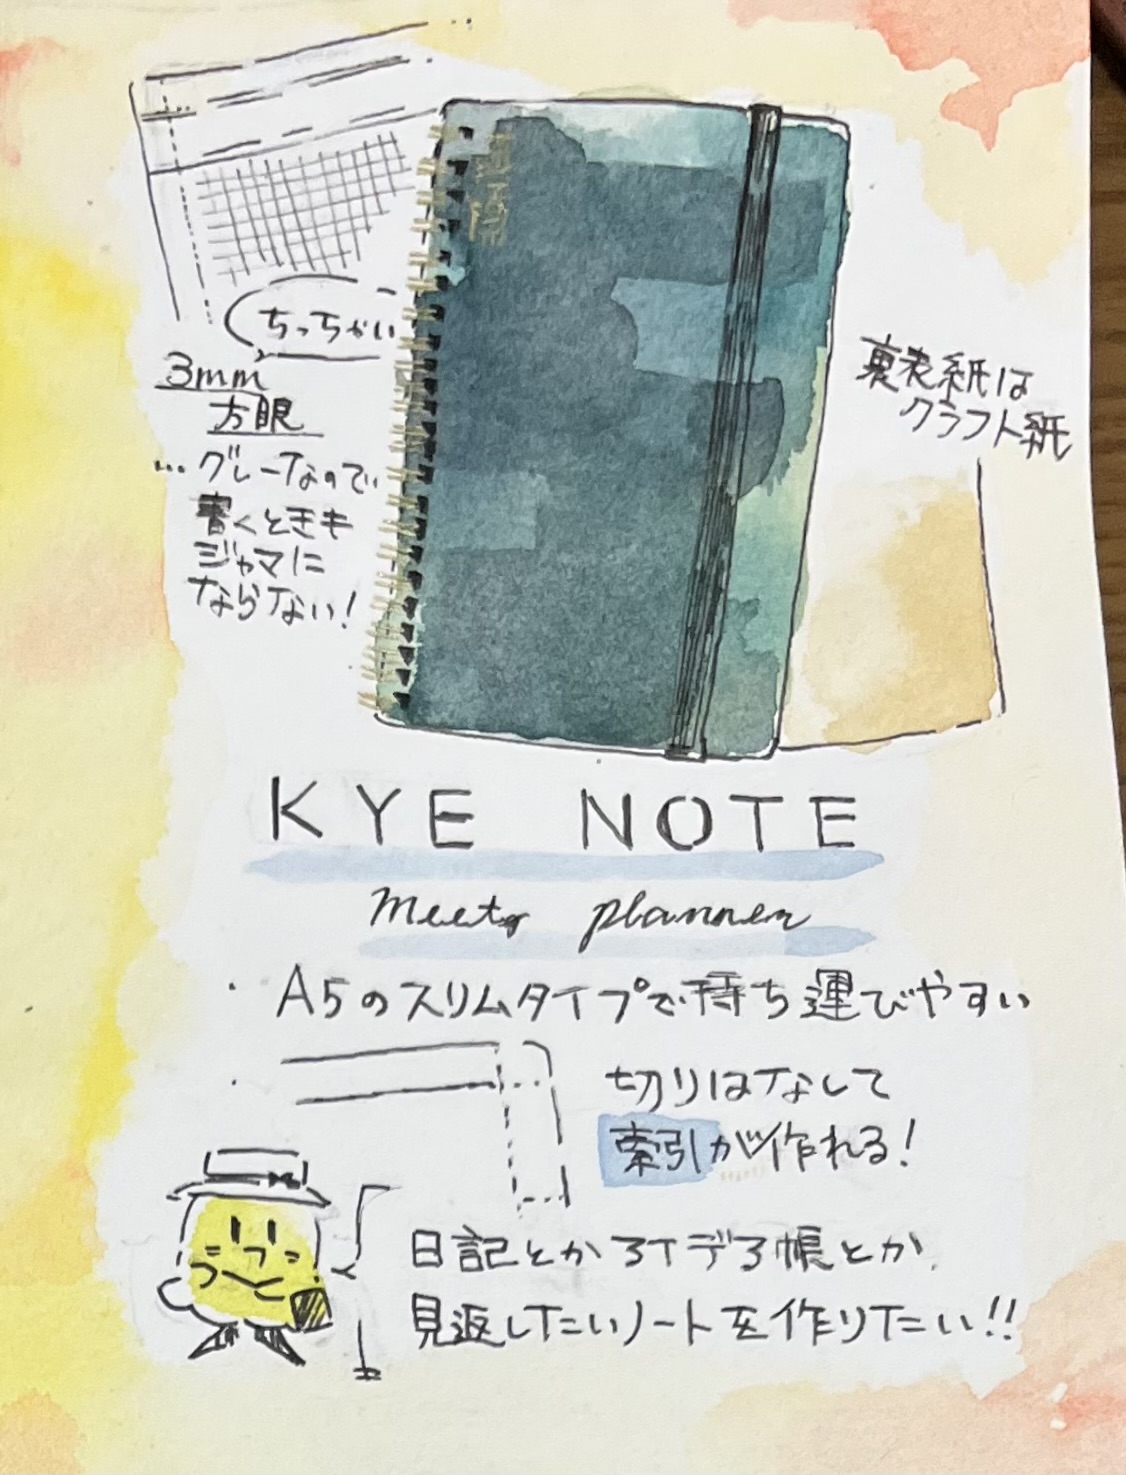 ちっちゃい
3mm
方眼
…グレーなので
書くときも
ジャマに
ならない!
裏表紙は
クラフト紙
KYE NOTE
Meets planner
・A5のスリムタイプで持ち運びやすい
・切りはなして
索引が作れる!
日記とかアイデア帳とか
見返したいノートを作りたい!!